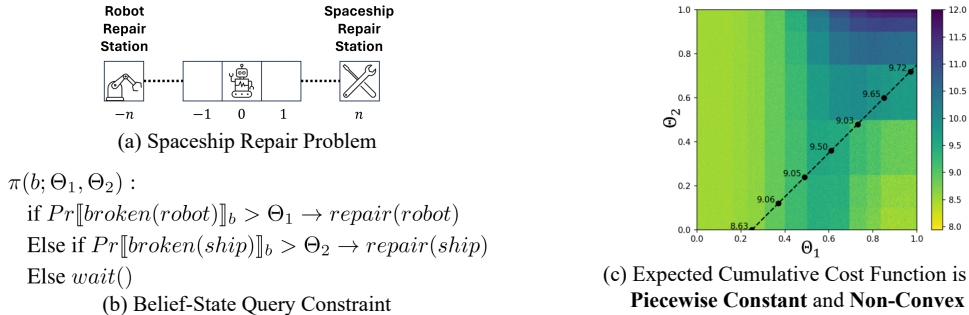 Robot
Repair
Station
Spaceship
Repair
Station
−n
−1
0
1
n
(a) Spaceship Repair Problem
π(b; Θ₁, Θ₂) :
if Pr⟦broken(robot)⟧_b > Θ₁ → repair(robot)
Else if Pr⟦broken(ship)⟧_b > Θ₂ → repair(ship)
Else wait()
(b) Belief-State Query Constraint
1.0
0.8
0.6
0.4
0.2
0.0
Θ₂
9.72
9.65
9.03
9.50
9.05
9.06
8.63
0.0 0.2 0.4 0.6 0.8 1.0
Θ₁
12.0
11.5
11.0
10.5
10.0
9.5
9.0
8.5
8.0
(c) Expected Cumulative Cost Function is
Piecewise Constant and Non-Convex